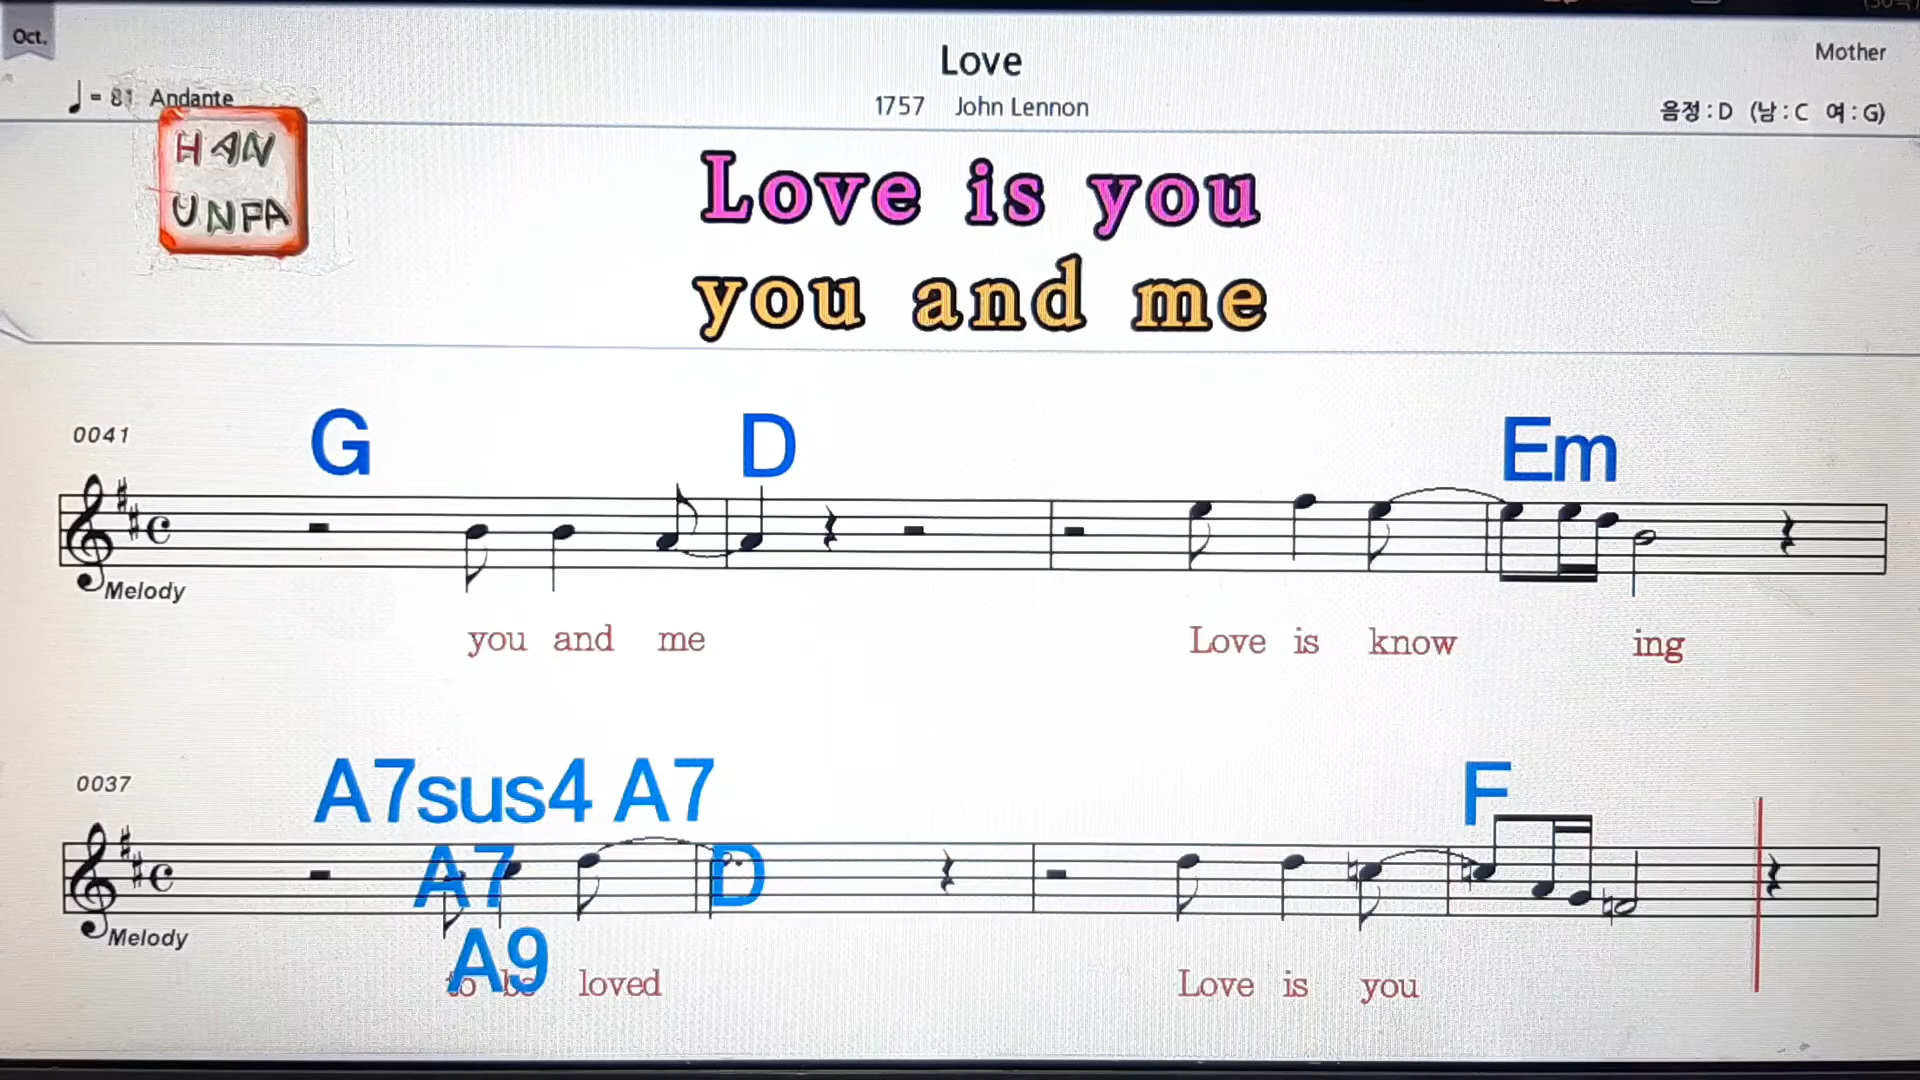 Oct.
Love
Mother
♩ = 81 Andante
1757 John Lennon
음정 : D (남 : C 여 : G)
HAN
UNPA
Love is you
you and me
0041
G D Em
Melody
you and me Love is know ing
0037
A7sus4 A7 F
A7 D
Melody
A9
to be loved Love is you